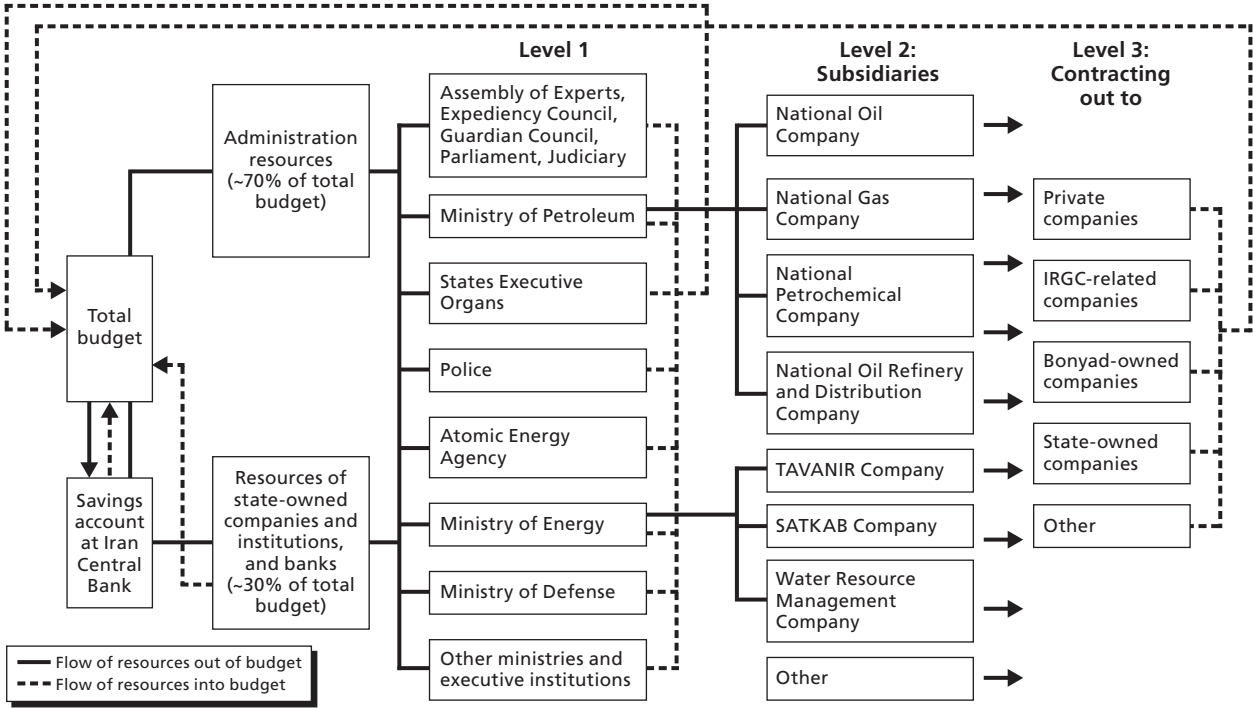 Level 1
Level 2:
Subsidiaries
Level 3:
Contracting
out to
Total
budget
Savings
account
at Iran
Central
Bank
Administration
resources
(~70% of total
budget)
Resources of
state-owned
companies and
institutions,
and banks
(~30% of total
budget)
Assembly of Experts,
Expediency Council,
Guardian Council,
Parliament, Judiciary
Ministry of Petroleum
States Executive
Organs
Police
Atomic Energy
Agency
Ministry of Energy
Ministry of Defense
Other ministries and
executive institutions
National Oil
Company
National Gas
Company
National
Petrochemical
Company
National Oil Refinery
and Distribution
Company
TAVANIR Company
SATKAB Company
Water Resource
Management
Company
Other
Private
companies
IRGC-related
companies
Bonyad-owned
companies
State-owned
companies
Other
Flow of resources out of budget
Flow of resources into budget